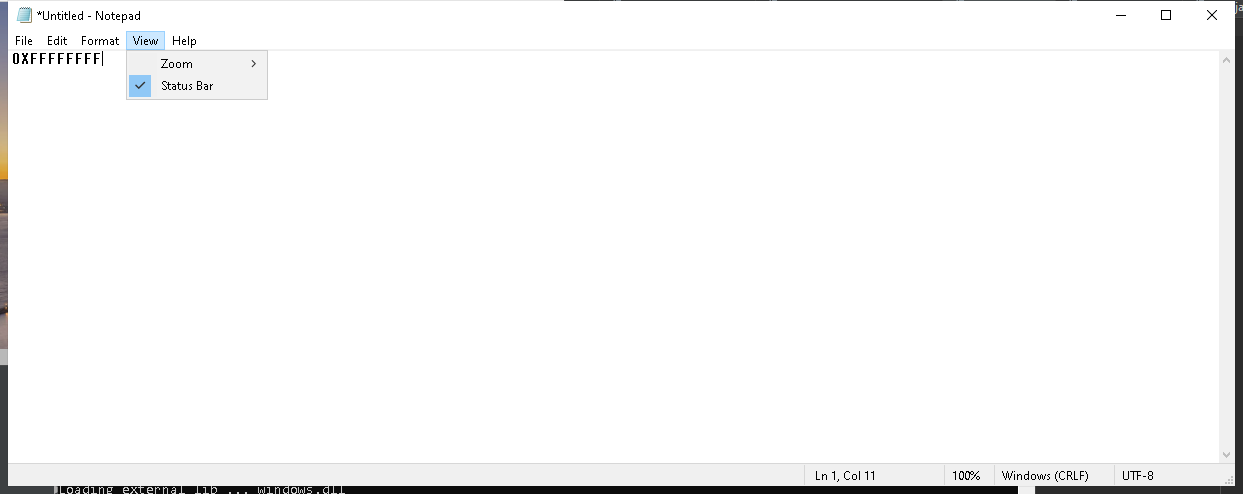 *Untitled - Notepad
File Edit Format View Help
0XFFFFFFFF
Zoom
Status Bar
Ln 1, Col 11 100% Windows (CRLF) UTF-8
Loading external lib ... windows.dll